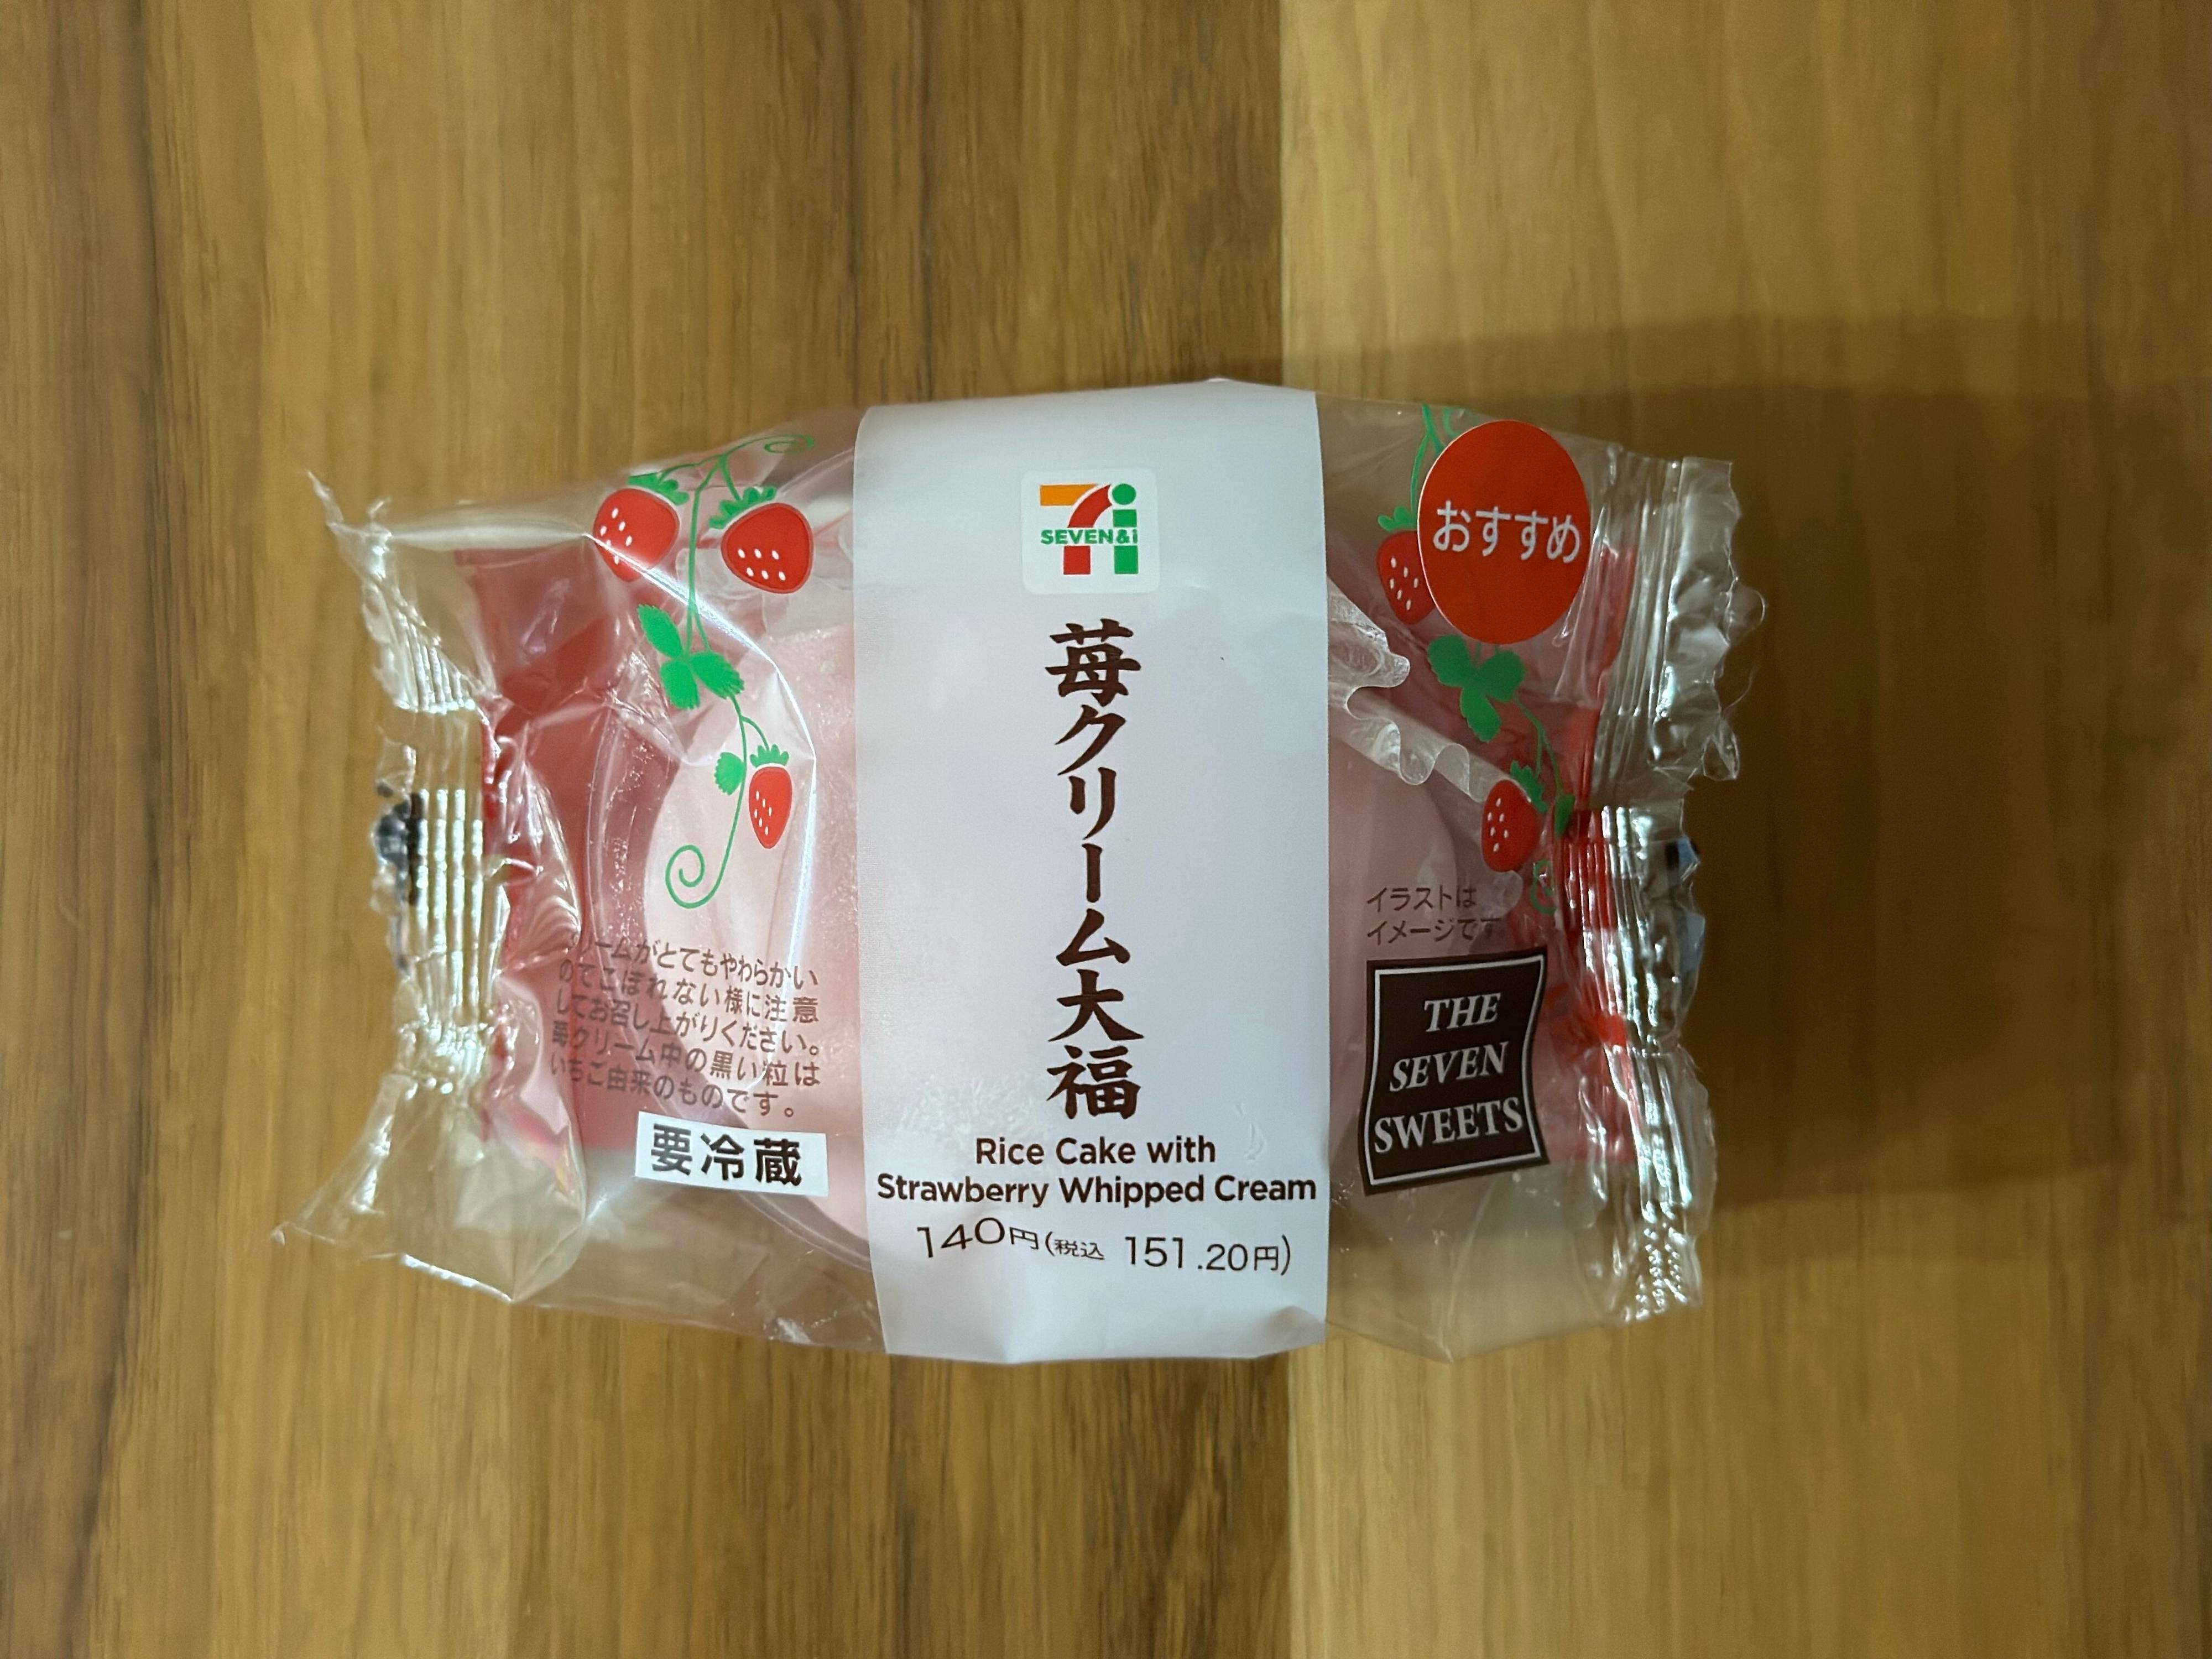 SEVEN&i
おすすめ
苺クリーム大福
Rice Cake with
Strawberry Whipped Cream
140円(税込 151.20円)
クリームがとてもやわらかい
のでこぼれない様に注意
してお召し上がりください。
苺クリーム中の黒い粒は
いちご由来のものです。
要冷蔵
イラストは
イメージです
THE
SEVEN
SWEETS